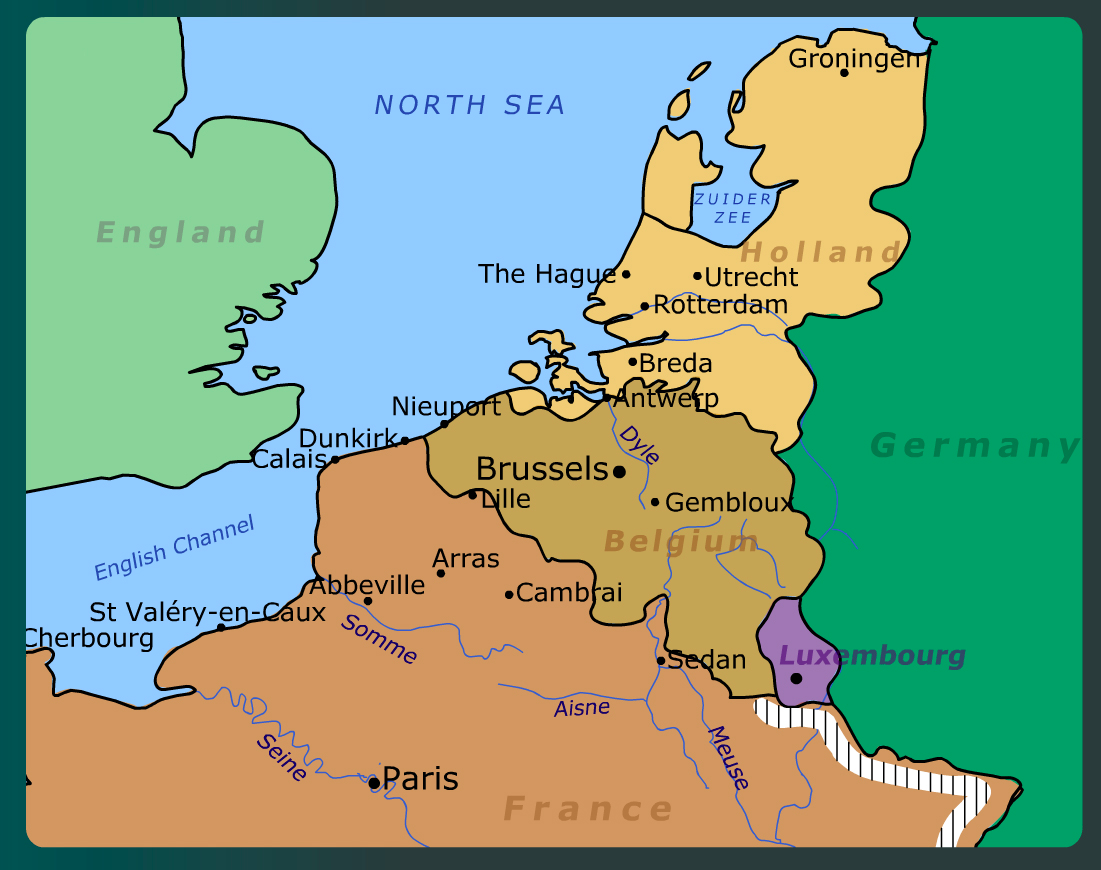 Groningen
NORTH SEA
ZUIDER
ZEE
England
Holland
The Hague
Utrecht
Rotterdam
Breda
Antwerp
Nieuport
Dunkirk
Calais
Dyle
Germany
Brussels
Lille
Gembloux
English Channel
Belgium
Arras
Abbeville
Cambrai
St Valéry-en-Caux
Cherbourg
Somme
Sedan
Luxembourg
Aisne
Meuse
Seine
Paris
France